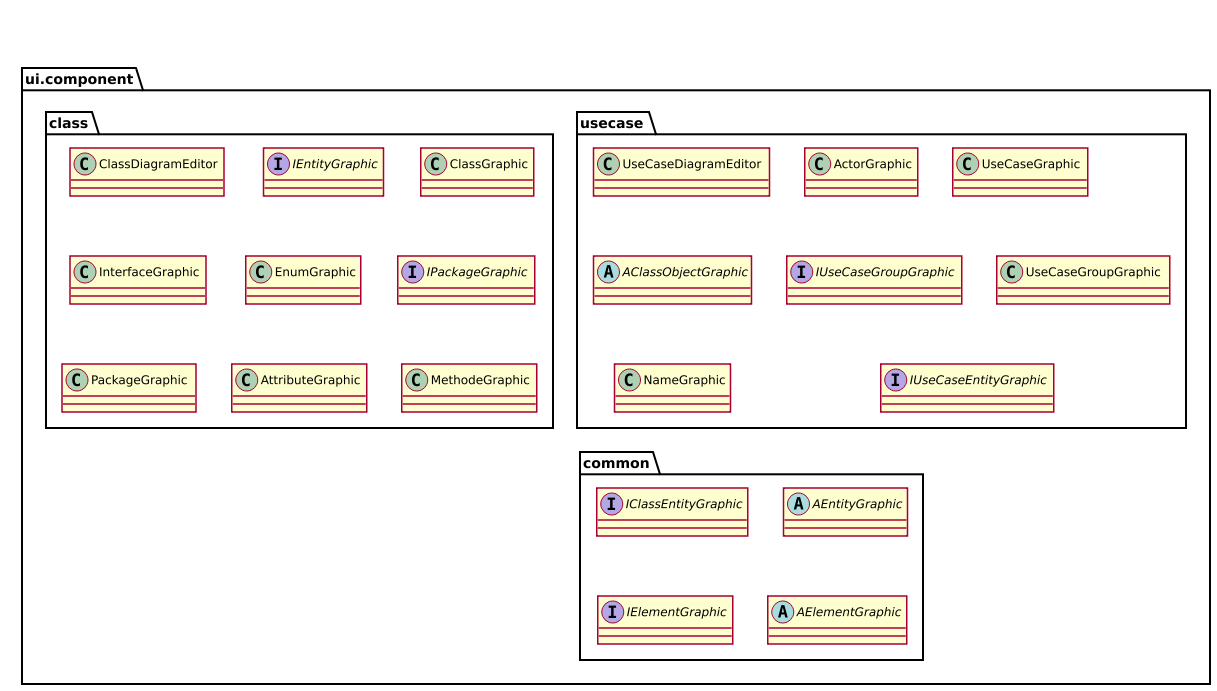 ui.component
class
C ClassDiagramEditor
I IEntityGraphic
C ClassGraphic
C InterfaceGraphic
C EnumGraphic
I IPackageGraphic
C PackageGraphic
C AttributeGraphic
C MethodeGraphic
usecase
C UseCaseDiagramEditor
C ActorGraphic
C UseCaseGraphic
A AClassObjectGraphic
I IUseCaseGroupGraphic
C UseCaseGroupGraphic
C NameGraphic
I IUseCaseEntityGraphic
common
I IClassEntityGraphic
A AEntityGraphic
I IElementGraphic
A AElementGraphic